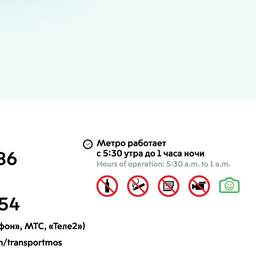 Метро работает
с 5:30 утра до 1 часа ночи
Hours of operation: 5:30 a.m. to 1 a.m.
36
54
фон», МТС, «Теле2»)
/transportmos